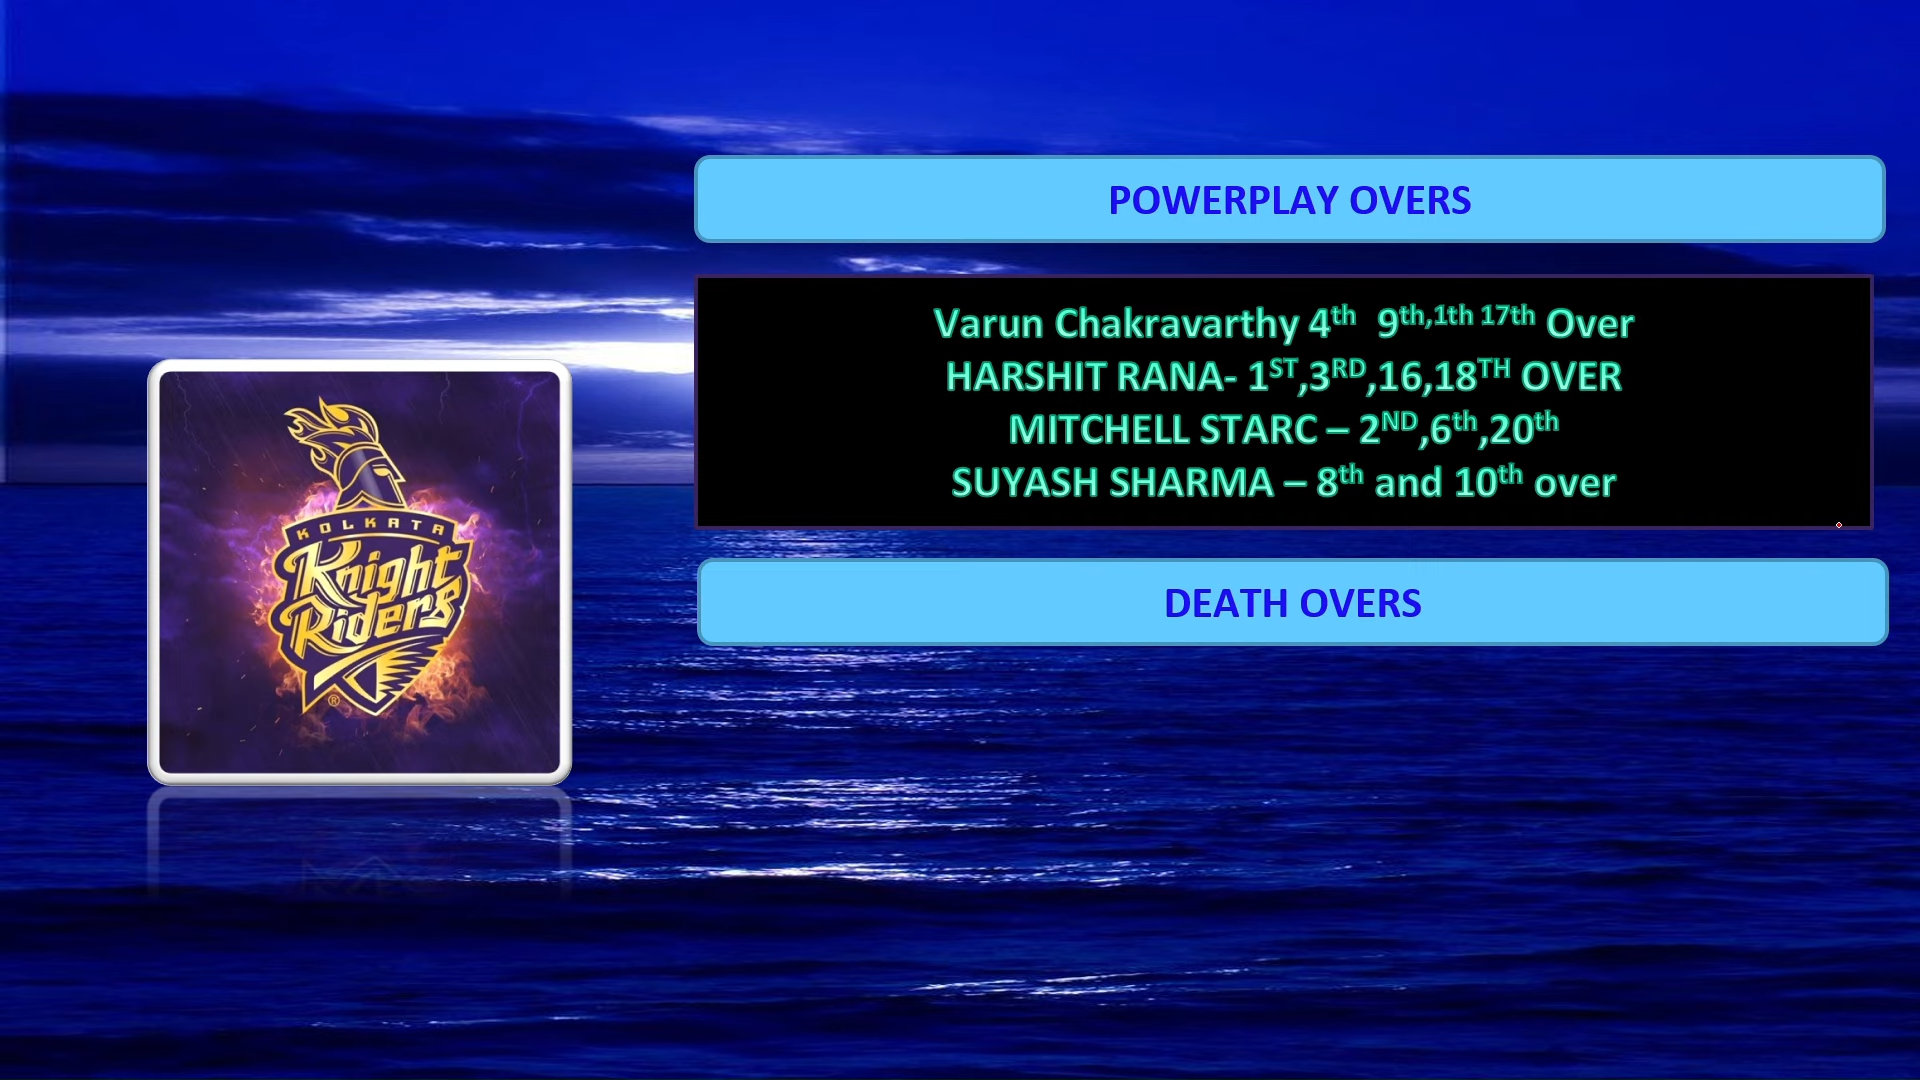 POWERPLAY OVERS
Varun Chakravarthy 4th 9th,1th 17th Over
HARSHIT RANA- 1ST,3RD,16,18TH OVER
MITCHELL STARC – 2ND,6th,20th
SUYASH SHARMA – 8th and 10th over
DEATH OVERS
KOLKATA
Knight
Riders
®